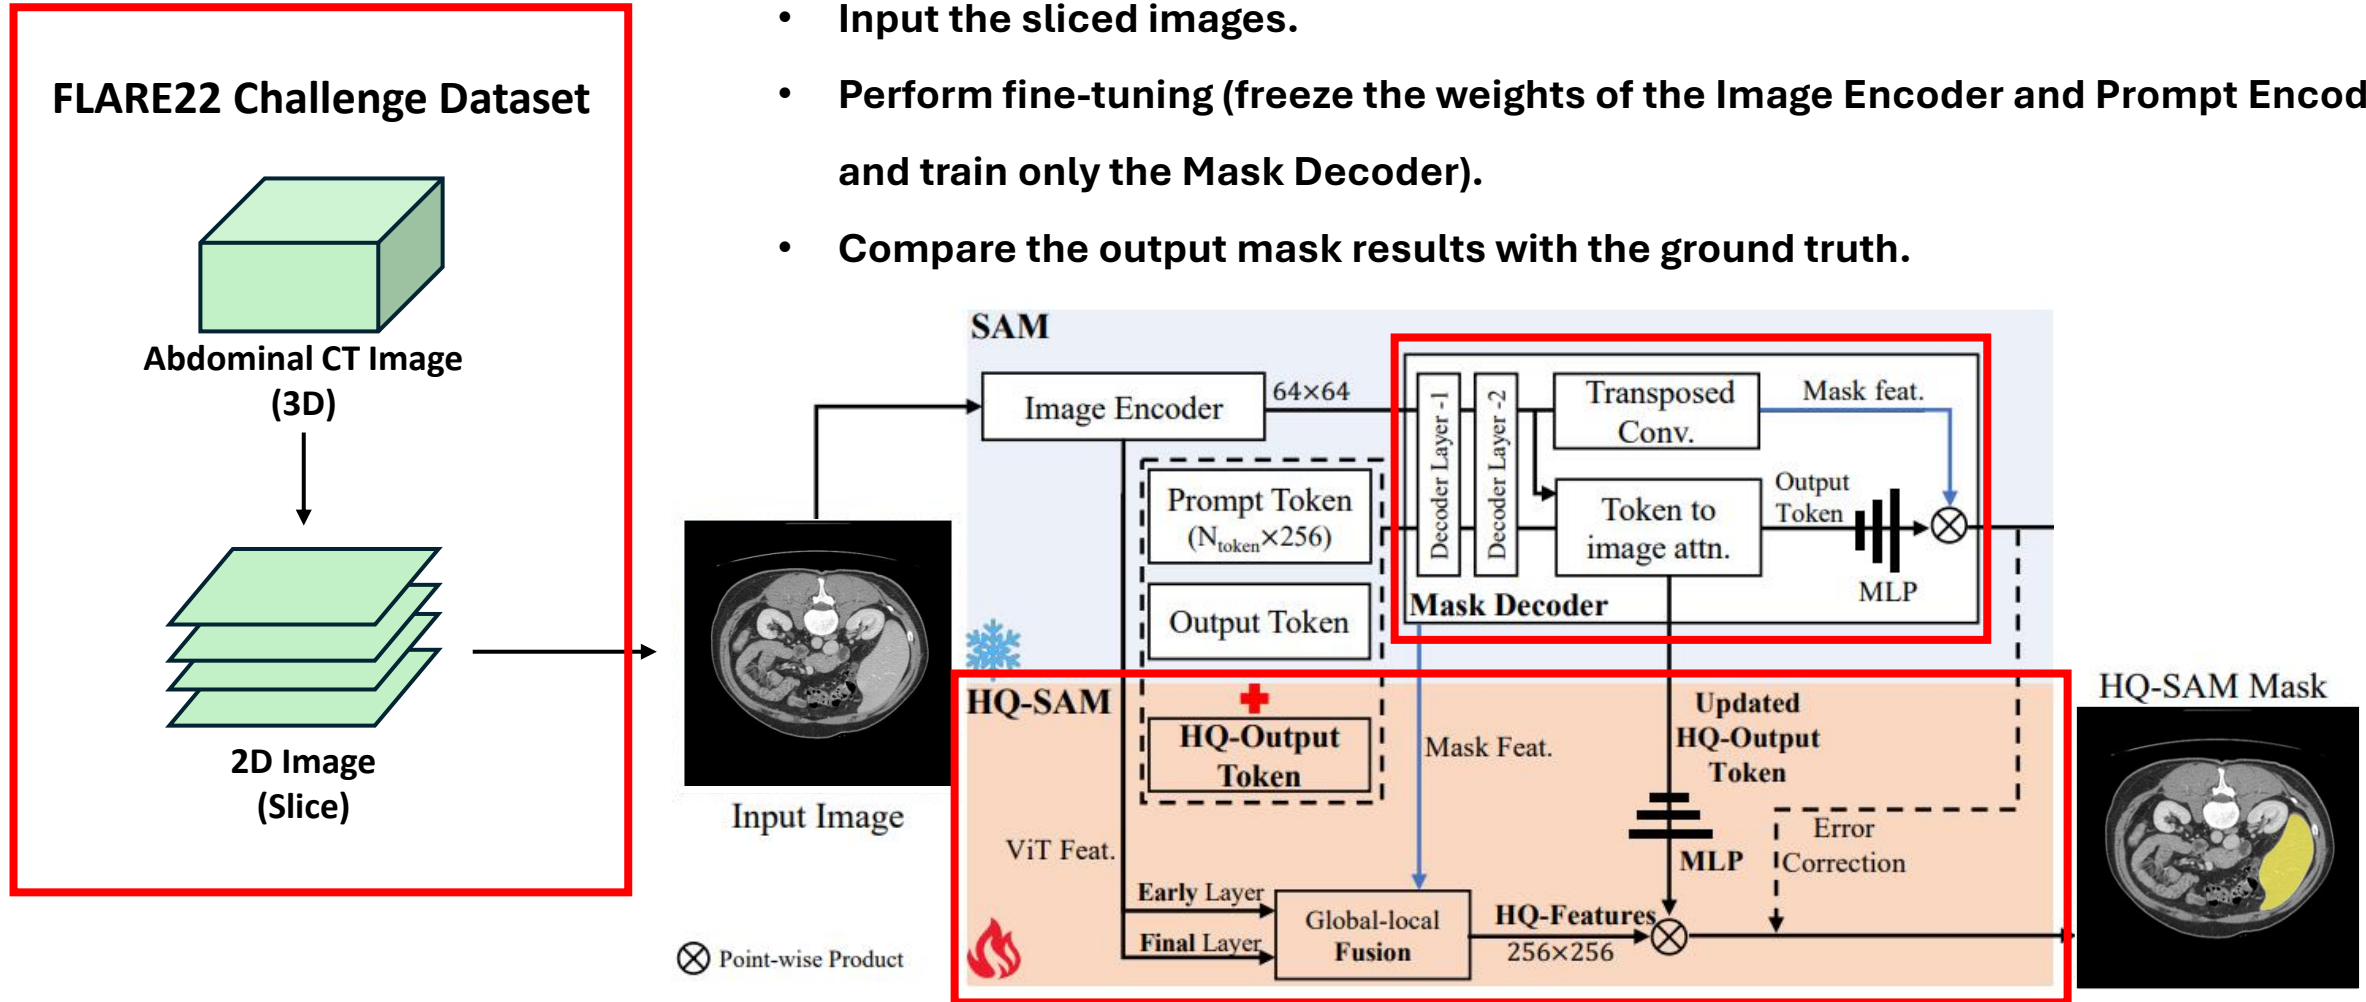 • Input the sliced images.
• Perform fine-tuning (freeze the weights of the Image Encoder and Prompt Encod
and train only the Mask Decoder).
• Compare the output mask results with the ground truth.
FLARE22 Challenge Dataset
Abdominal CT Image
(3D)
2D Image
(Slice)
Input Image
SAM
Image Encoder
64×64
Prompt Token
(Ntoken×256)
Output Token
Decoder Layer -1
Decoder Layer -2
Transposed
Conv.
Mask feat.
Token to
image attn.
Output
Token
MLP
Mask Decoder
HQ-SAM
HQ-Output
Token
Mask Feat.
Updated
HQ-Output
Token
MLP
Error
Correction
ViT Feat.
Early Layer
Final Layer
Global-local
Fusion
HQ-Features
256×256
HQ-SAM Mask
Point-wise Product